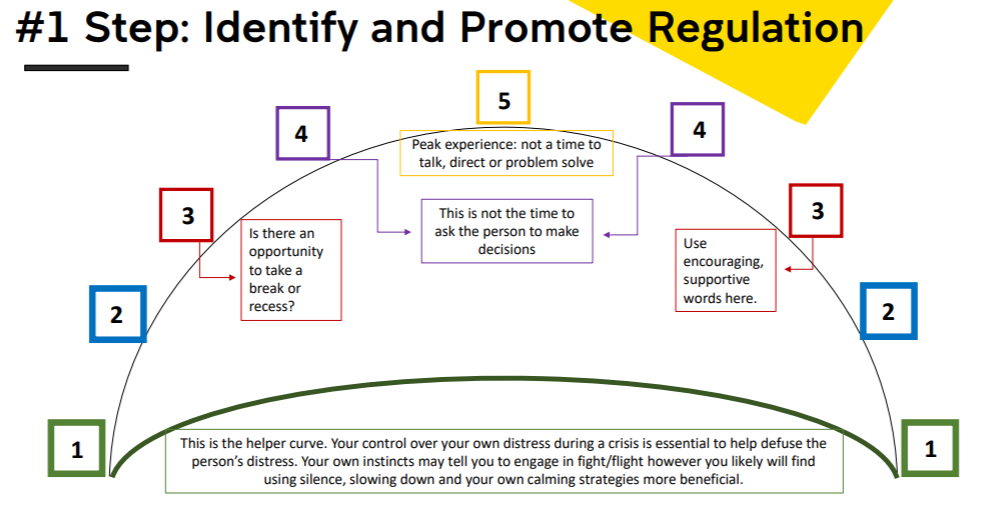 #1 Step: Identify and Promote Regulation
5
4
4
Peak experience: not a time to
talk, direct or problem solve
3
3
This is not the time to
ask the person to make
decisions
Is there an
opportunity
to take a
break or
recess?
Use
encouraging,
supportive
words here.
2
2
1
1
This is the helper curve. Your control over your own distress during a crisis is essential to help defuse the
person's distress. Your own instincts may tell you to engage in fight/flight however you likely will find
using silence, slowing down and your own calming strategies more beneficial.